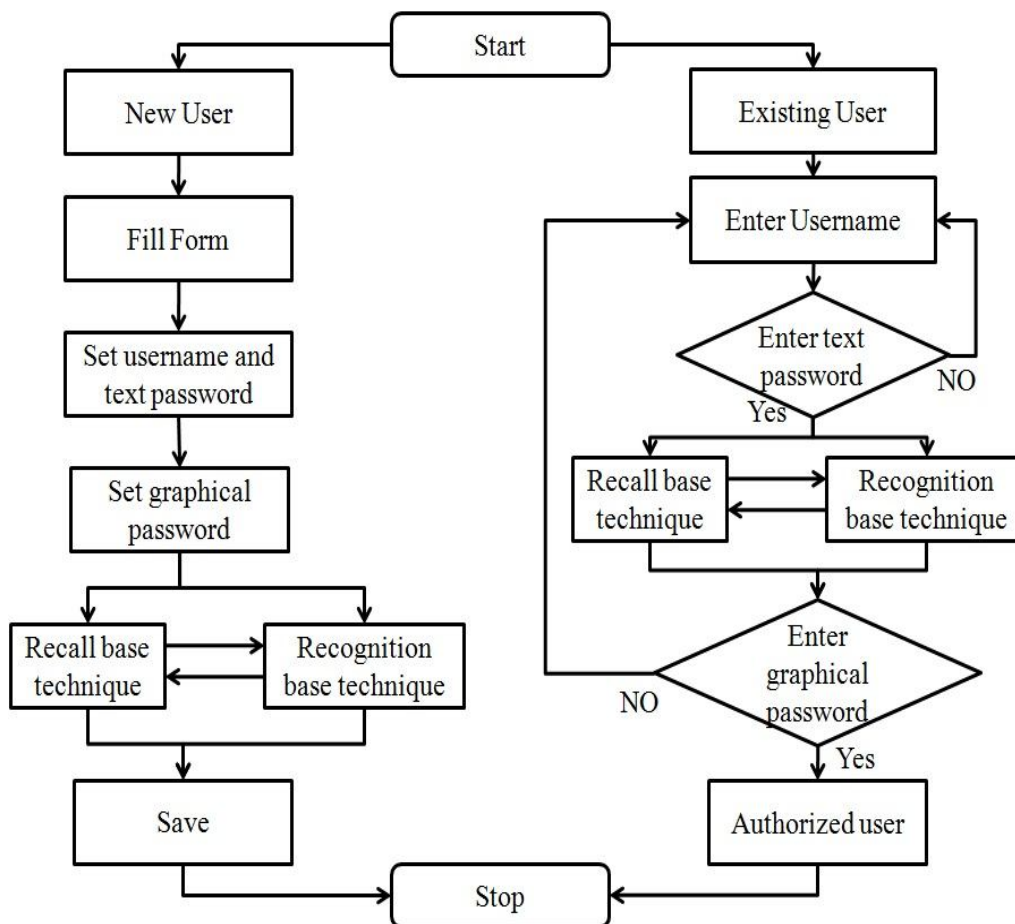 Start
New User
Fill Form
Set username and
text password
Set graphical
password
Recall base
technique
Recognition
base technique
Save
Existing User
Enter Username
Enter text
password
NO
Yes
Recall base
technique
Recognition
base technique
Enter
graphical
password
NO
Yes
Authorized user
Stop